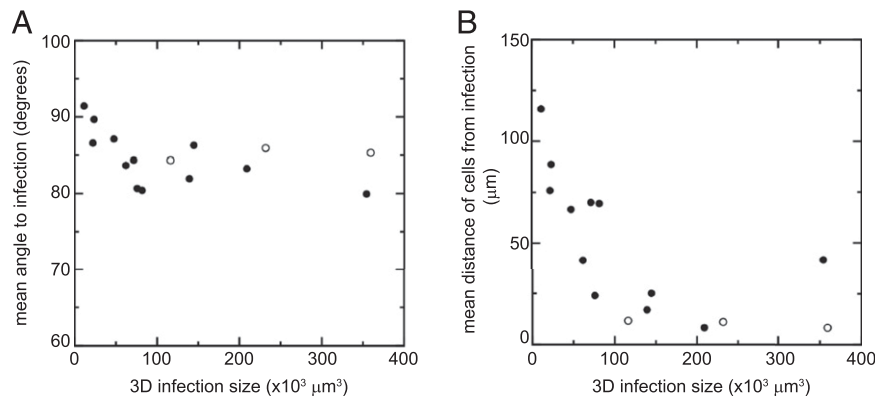 A
100
90
80
70
60
mean angle to infection (degrees)
0
100
200
300
400
3D infection size (x10³ μm³)
B
150
100
50
0
mean distance of cells from infection
(μm)
0
100
200
300
400
3D infection size (x10³ μm³)